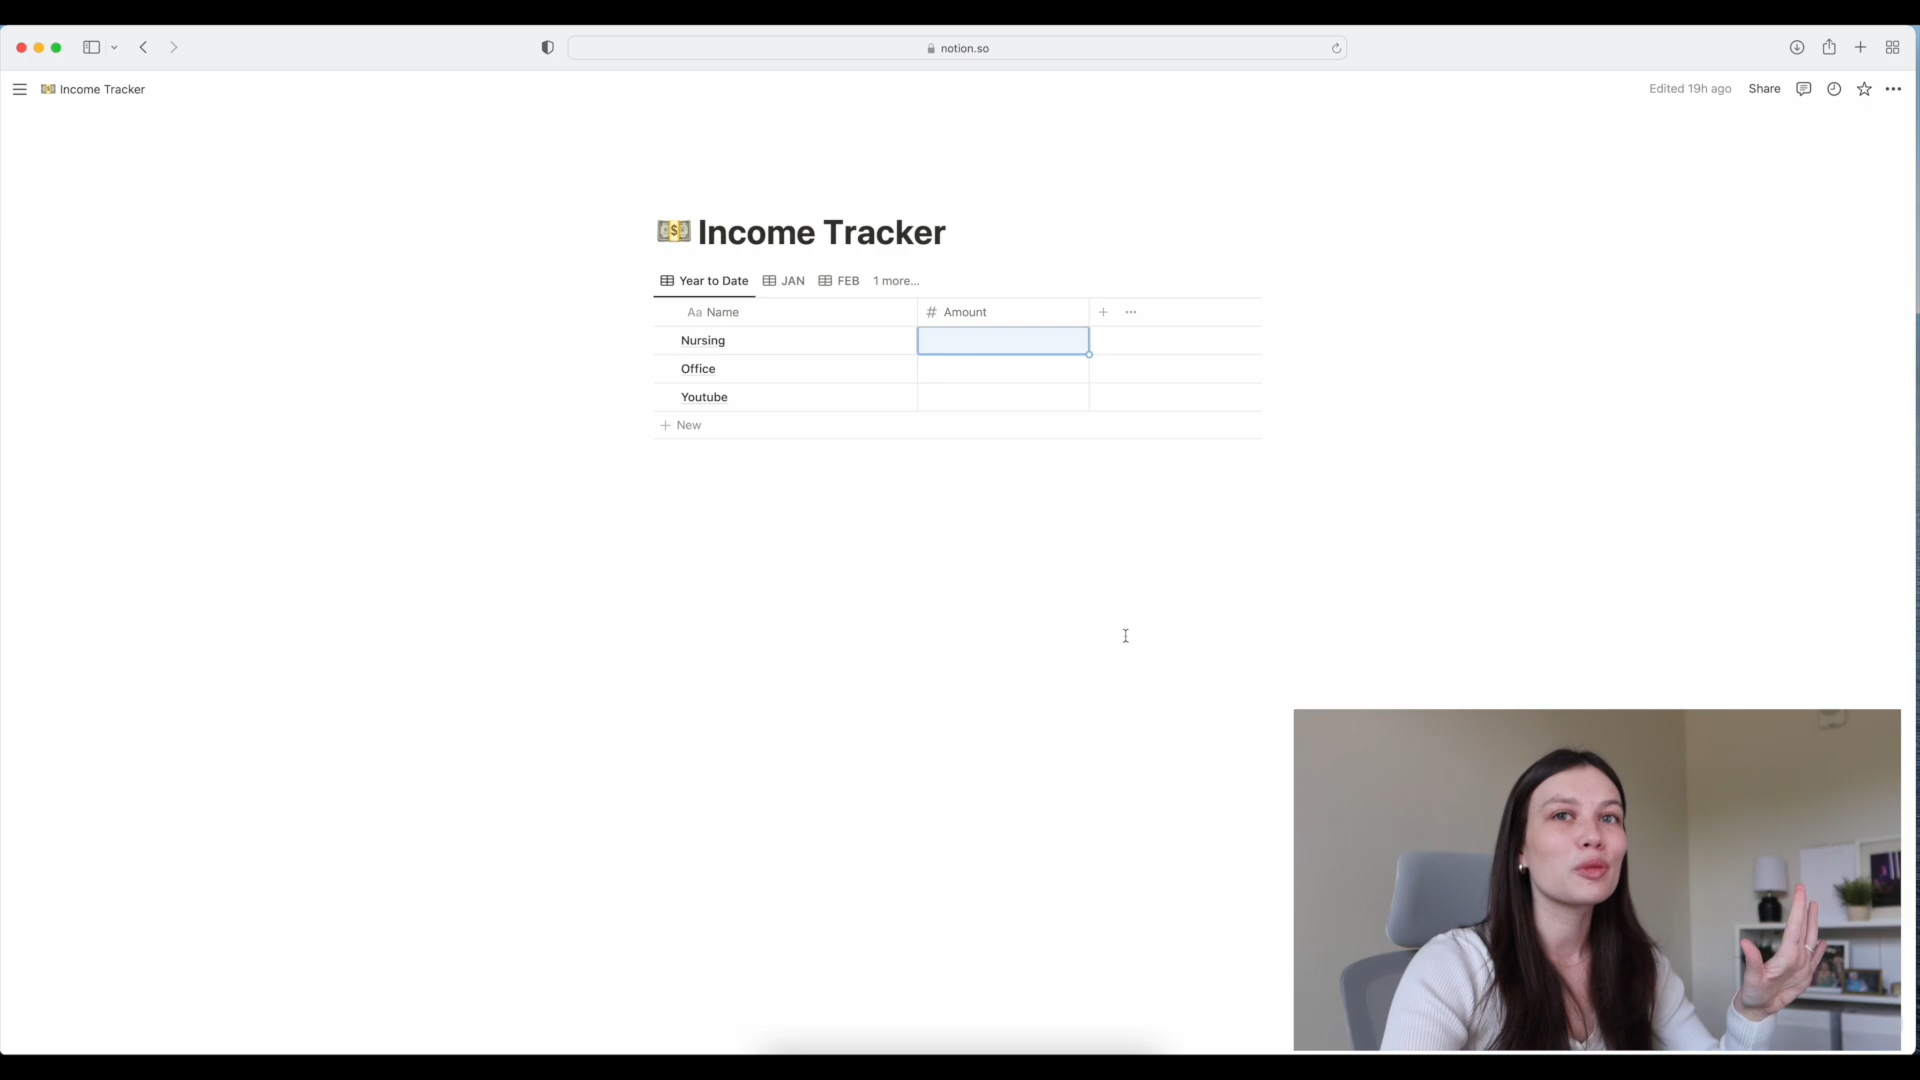 notion.so
Income Tracker
Edited 19h ago Share
Income Tracker
Year to Date JAN FEB 1 more...
Aa Name # Amount
Nursing
Office
Youtube
+ New